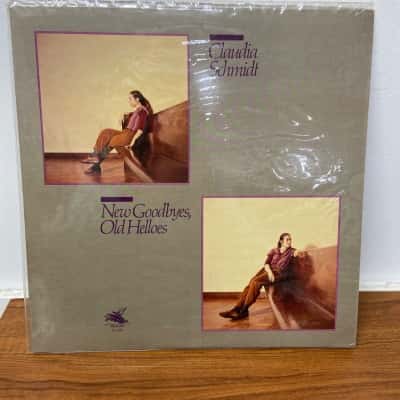 Claudia
Schmidt
New Goodbyes,
Old Helloes